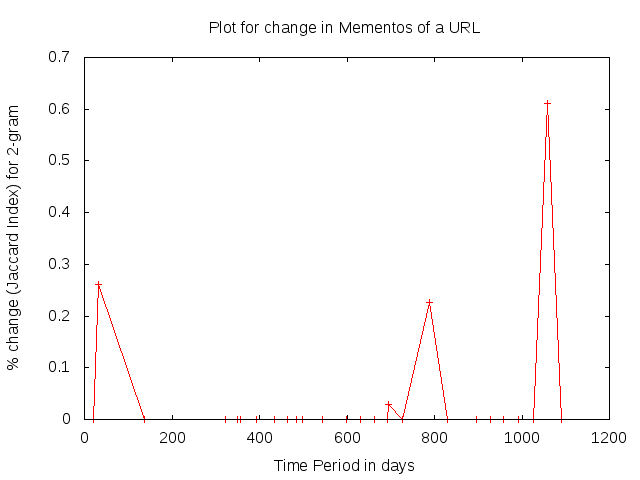 Plot for change in Mementos of a URL
% change (Jaccard Index) for 2-gram
0.7
0.6
0.5
0.4
0.3
0.2
0.1
0
0 200 400 600 800 1000 1200
Time Period in days